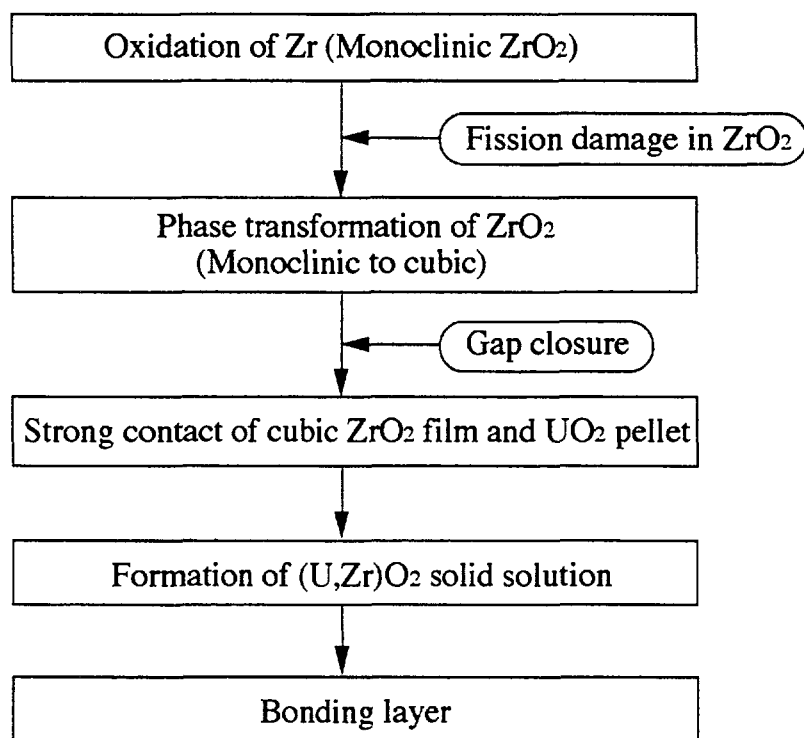 Oxidation of Zr (Monoclinic ZrO2)
Fission damage in ZrO2
Phase transformation of ZrO2
(Monoclinic to cubic)
Gap closure
Strong contact of cubic ZrO2 film and UO2 pellet
Formation of (U,Zr)O2 solid solution
Bonding layer